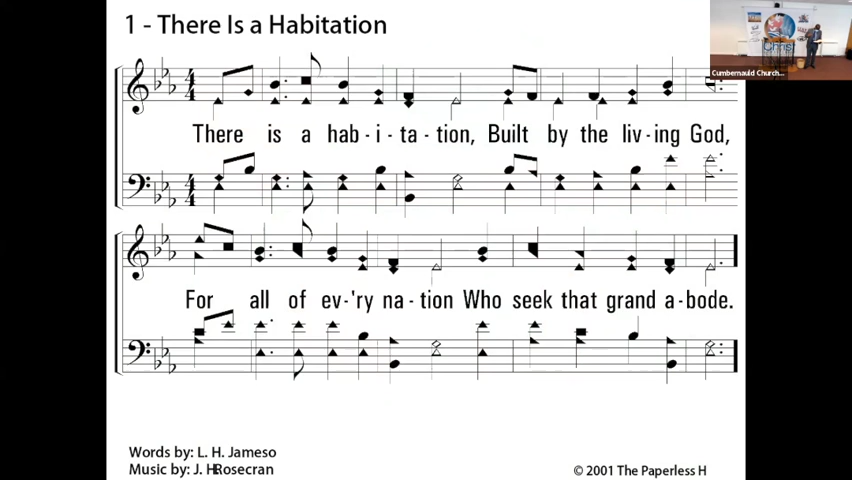 1 - There Is a Habitation
Cumbernauld Church...
There is a hab - i - ta - tion, Built by the liv - ing God,
For all of ev - 'ry na - tion Who seek that grand a - bode.
Words by: L. H. Jameso
Music by: J. H Rosecran
© 2001 The Paperless H